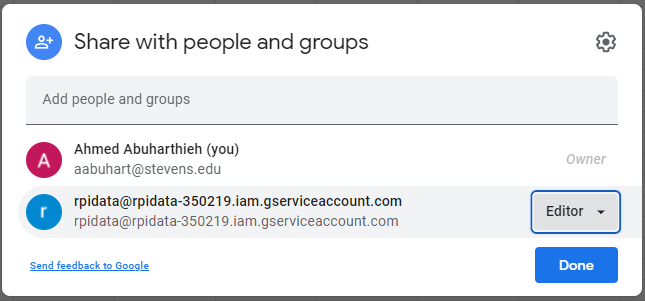 Share with people and groups
Add people and groups
A
Ahmed Abuharthieh (you)
aabuhart@stevens.edu
Owner
r
rpidata@rpidata-350219.iam.gserviceaccount.com
rpidata@rpidata-350219.iam.gserviceaccount.com
Editor
Send feedback to Google
Done